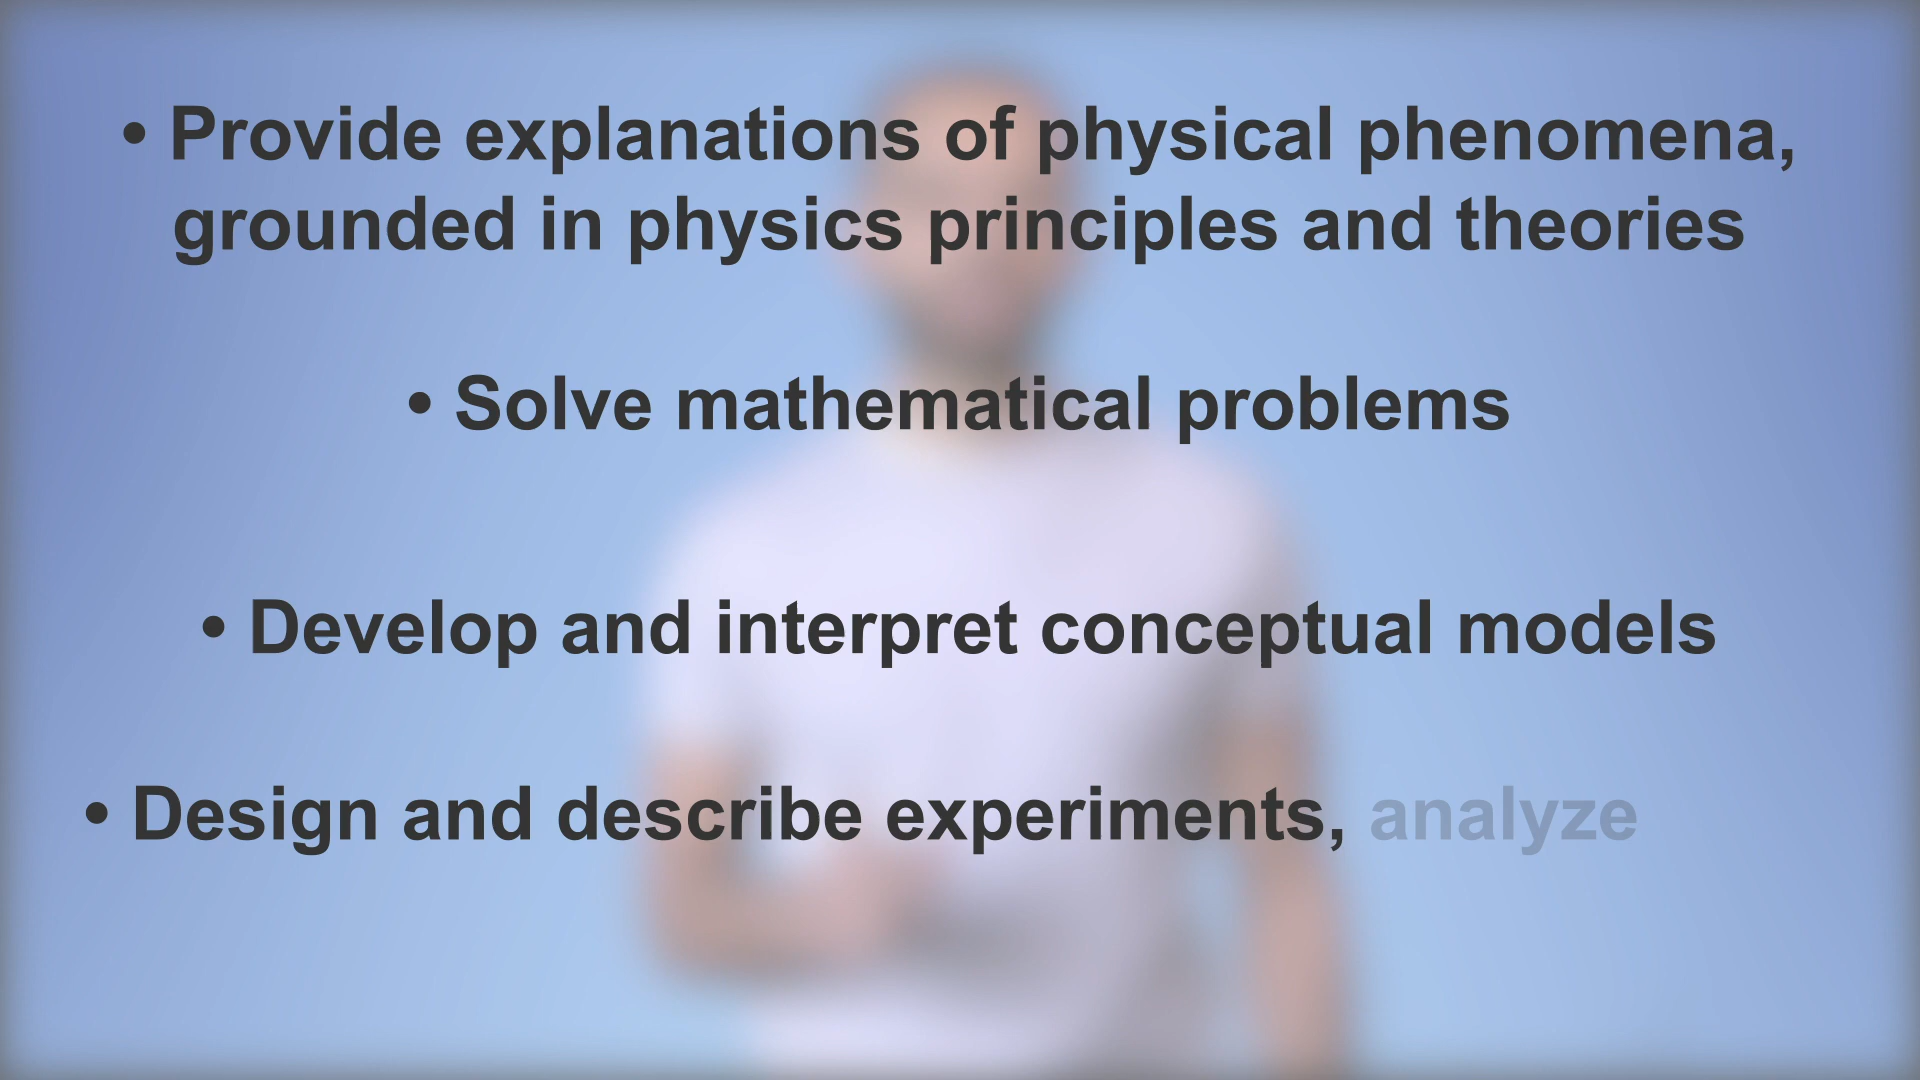 • Provide explanations of physical phenomena,
grounded in physics principles and theories
• Solve mathematical problems
• Develop and interpret conceptual models
• Design and describe experiments, analyze